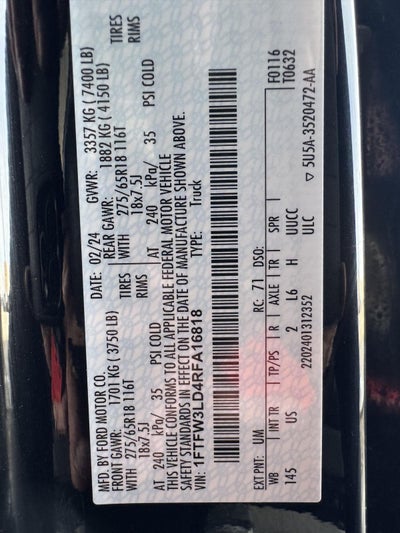 MFD. BY FORD MOTOR CO.
DATE: 02/24 GVWR: 3357 KG ( 7400 LB)
FRONT GAWR: 1701 KG ( 3750 LB) REAR GAWR: 1882 KG ( 4150 LB)
WITH 275/65R18 116T TIRES WITH 275/65R18 116T TIRES
18x7.5J RIMS 18x7.5J RIMS
AT 240 kPa/ 35 PSI COLD AT 240 kPa/ 35 PSI COLD
THIS VEHICLE CONFORMS TO ALL APPLICABLE FEDERAL MOTOR VEHICLE
SAFETY STANDARDS IN EFFECT ON THE DATE OF MANUFACTURE SHOWN ABOVE.
VIN: 1FTFW3LD4RFA16818
TYPE: Truck
F0116
T0632
EXT PNT: UM RC: 71 DSO:
WB INT TR TP/PS R AXLE TR SPR
145 US 2 L6 H UUCC
ULC
2202401312352 ▽ 5U5A-3520472-AA